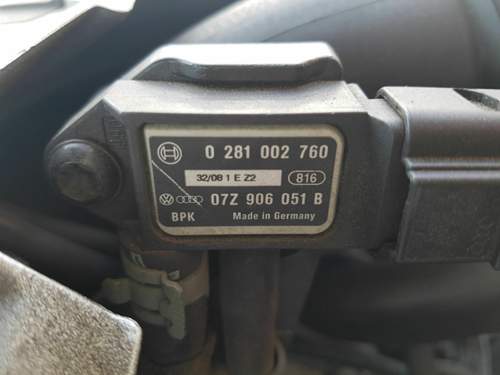 0 281 002 760
32/08 1 E Z2
816
07Z 906 051 B
BPK
Made in Germany